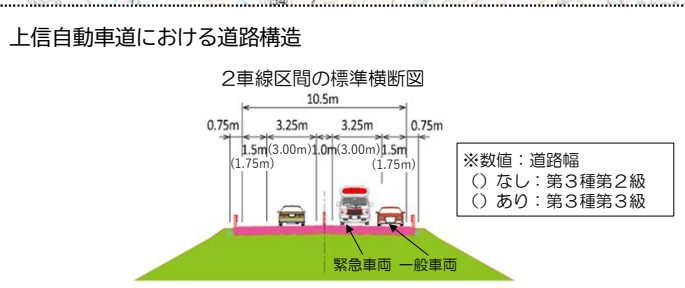 上信自動車道における道路構造
2車線区間の標準横断図
10.5m
0.75m 3.25m 3.25m 0.75m
1.5m (3.00m) 1.0m (3.00m) 1.5m
(1.75m) (1.75m)
※数値:道路幅
()なし:第3種第2級
()あり:第3種第3級
緊急車両 一般車両